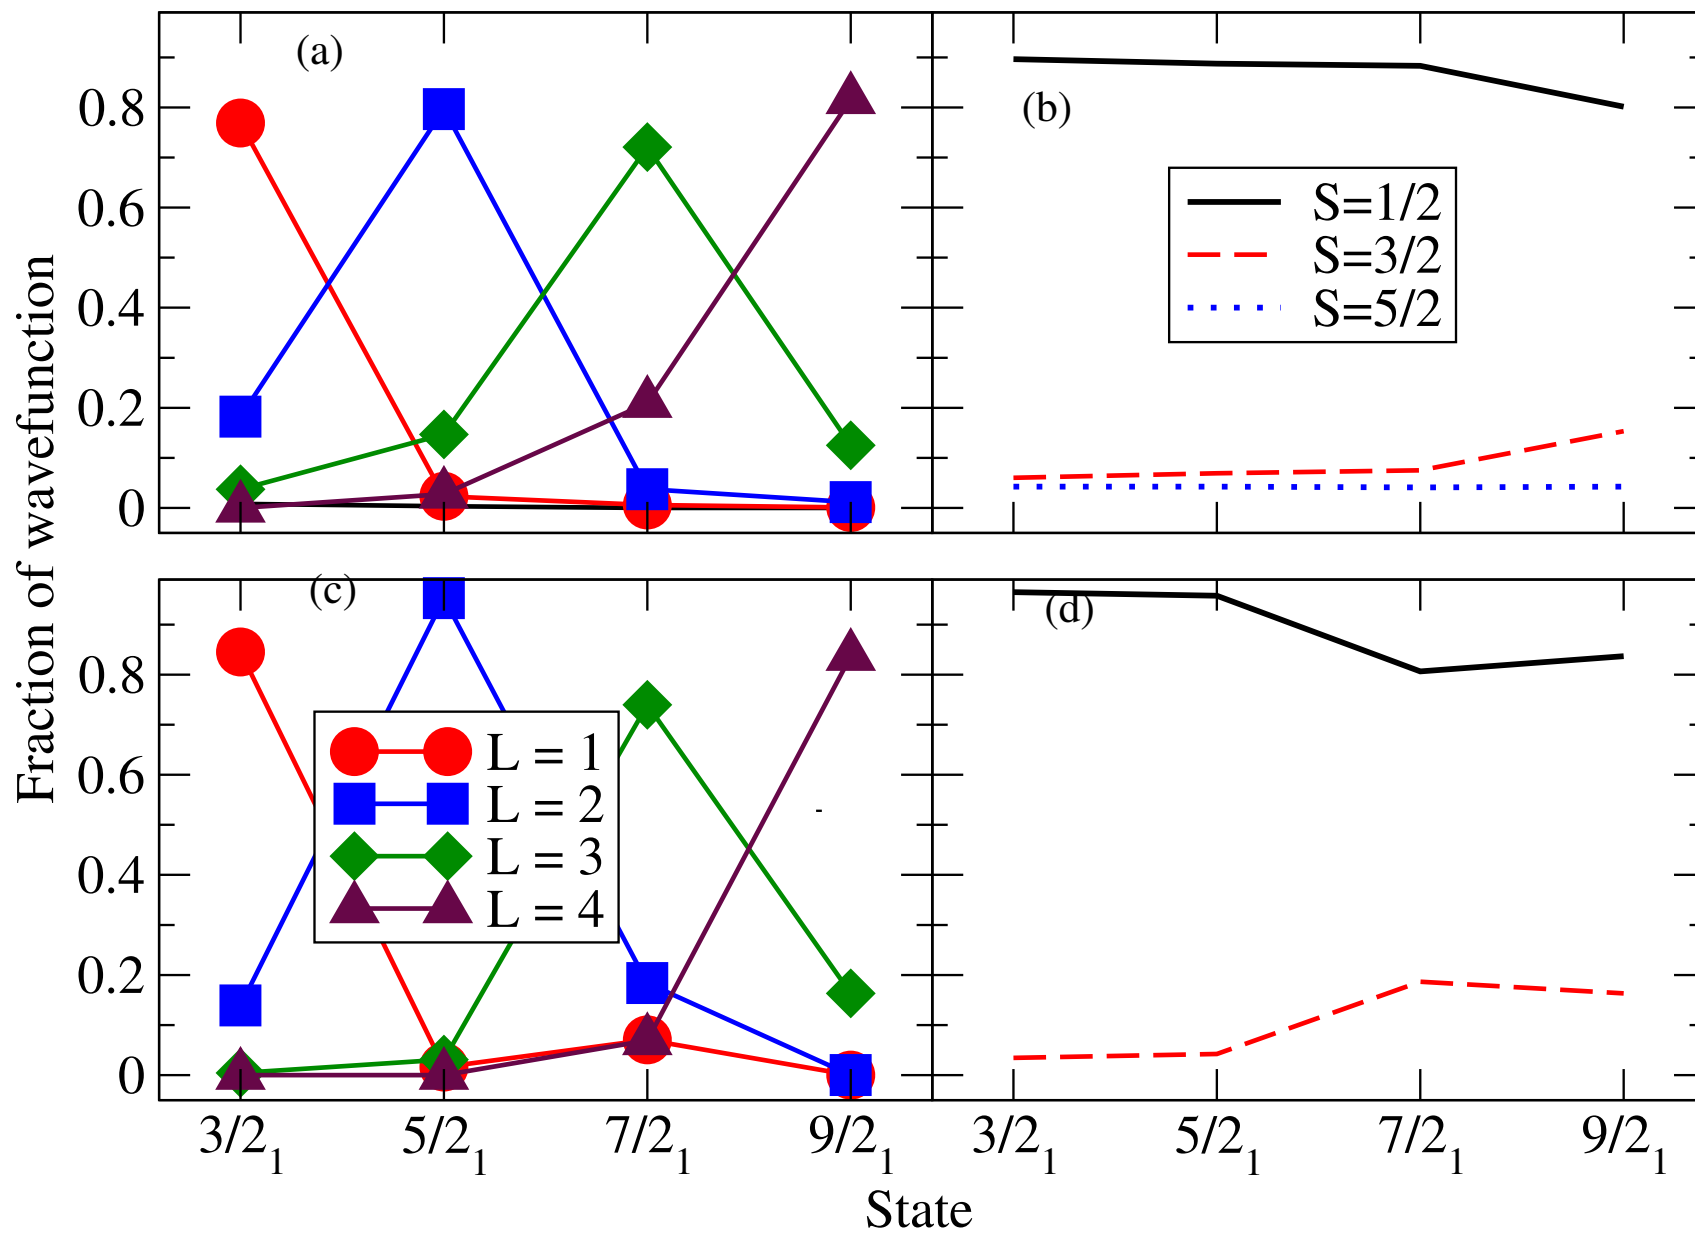 Fraction of wavefunction
(a)
0.8
0.6
0.4
0.2
0
(b)
S=1/2
S=3/2
S=5/2
(c)
0.8
0.6
0.4
0.2
0
L = 1
L = 2
L = 3
L = 4
(d)
3/2₁ 5/2₁ 7/2₁ 9/2₁ 3/2₁ 5/2₁ 7/2₁ 9/2₁
State